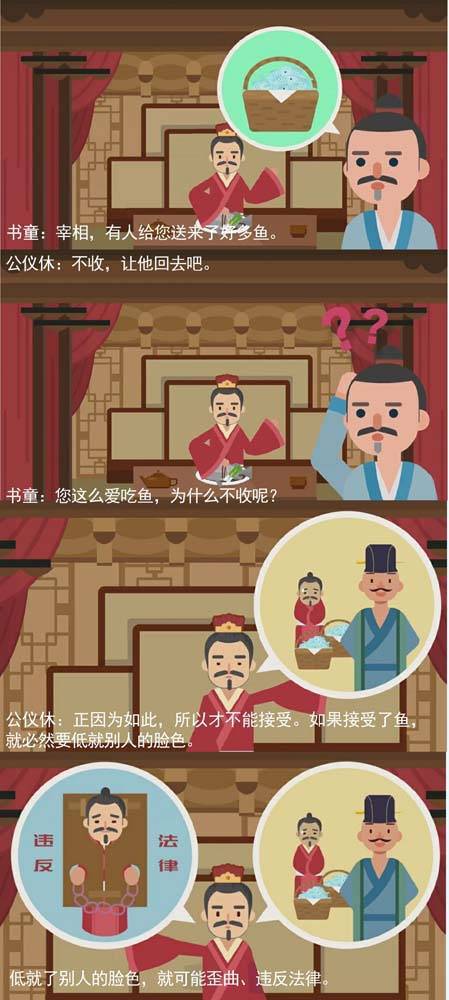 书童：宰相，有人给您送来了好多鱼。
公仪休：不收，让他回去吧。
??
书童：您这么爱吃鱼，为什么不收呢？
公仪休：正因为如此，所以才不能接受。如果接受了鱼，
就必然要低就别人的脸色。
违反 法律
低就了别人的脸色，就可能歪曲、违反法律。